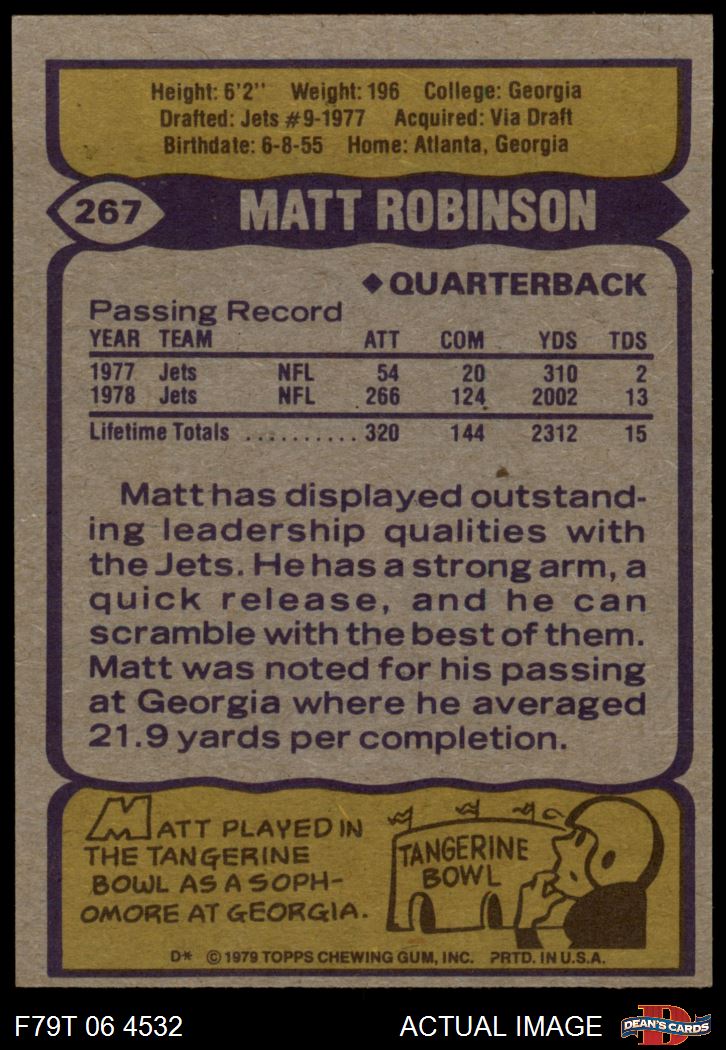 Height: 6'2" Weight: 196 College: Georgia
Drafted: Jets #9-1977 Acquired: Via Draft
Birthdate: 6-8-55 Home: Atlanta, Georgia
267 MATT ROBINSON
◆QUARTERBACK
Passing Record
YEAR TEAM ATT COM YDS TDS
1977 Jets NFL 54 20 310 2
1978 Jets NFL 266 124 2002 13
Lifetime Totals .......... 320 144 2312 15
Matt has displayed outstand-
ing leadership qualities with
the Jets. He has a strong arm, a
quick release, and he can
scramble with the best of them.
Matt was noted for his passing
at Georgia where he averaged
21.9 yards per completion.
MATT PLAYED IN
THE TANGERINE
BOWL AS A SOPH-
OMORE AT GEORGIA.
TANGERINE
BOWL
D* © 1979 TOPPS CHEWING GUM, INC. PRTD. IN U.S.A.
F79T 06 4532 ACTUAL IMAGE D DEAN'S CARDS